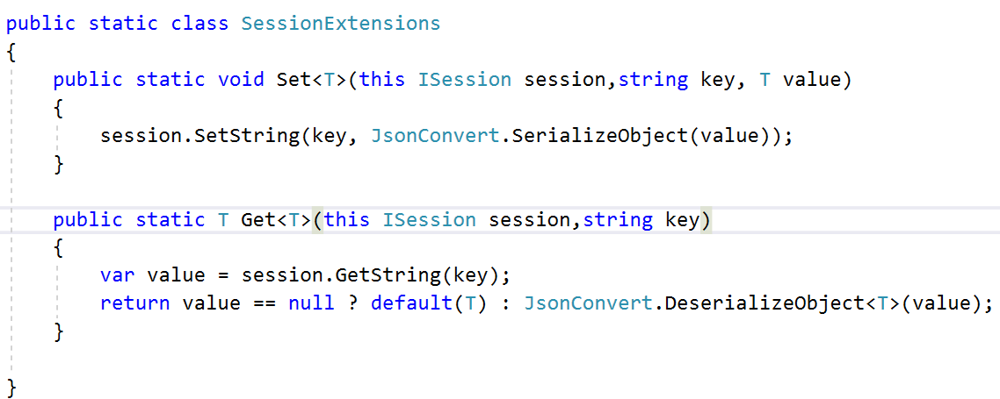 public static class SessionExtensions
{
public static void Set<T>(this ISession session,string key, T value)
{
session.SetString(key, JsonConvert.SerializeObject(value));
}
public static T Get<T>(this ISession session,string key)
{
var value = session.GetString(key);
return value == null ? default(T) : JsonConvert.DeserializeObject<T>(value);
}
}